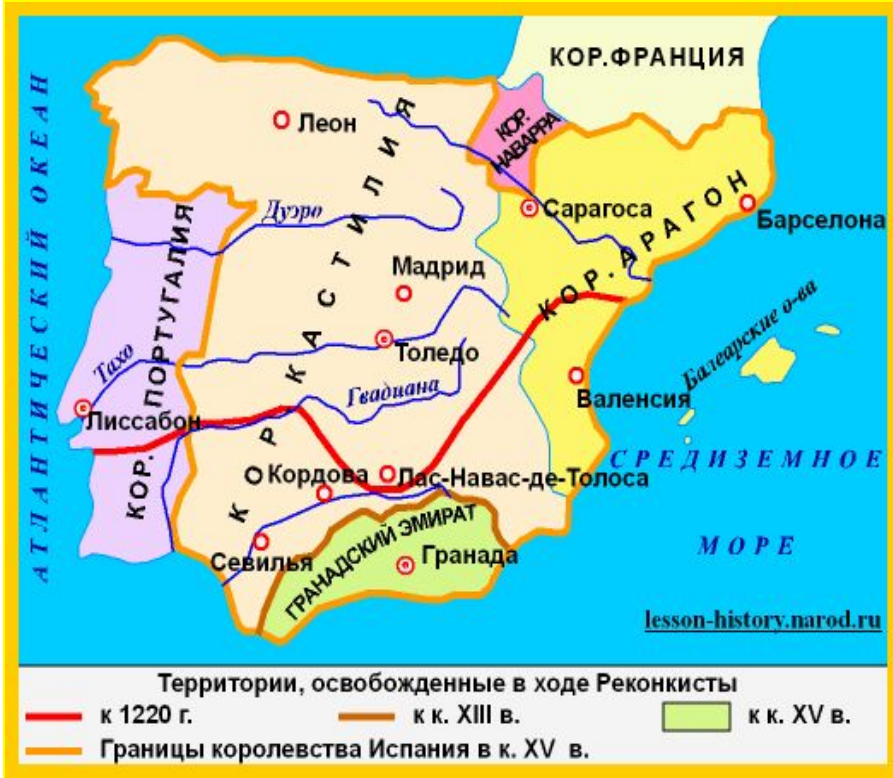 КОР.ФРАНЦИЯ
АТЛАНТИЧЕСКИЙ ОКЕАН
Леон
КОР. НАВАРРА
КОР. КАСТИЛИЯ
КОР. ПОРТУГАЛИЯ
Дуэро
Сарагоса
КОР. АРАГОН
Барселона
Мадрид
Балеарские о-ва
Тахо
Толедо
Гвадиана
Валенсия
Лиссабон
СРЕДИЗЕМНОЕ
МОРЕ
Кордова
Лас-Навас-де-Толоса
Севилья
ГРАНАДСКИЙ ЭМИРАТ
Гранада
lesson-history.narod.ru
Территории, освобожденные в ходе Реконкисты
к 1220 г.
к к. XIII в.
к к. XV в.
Границы королевства Испания в к. XV в.